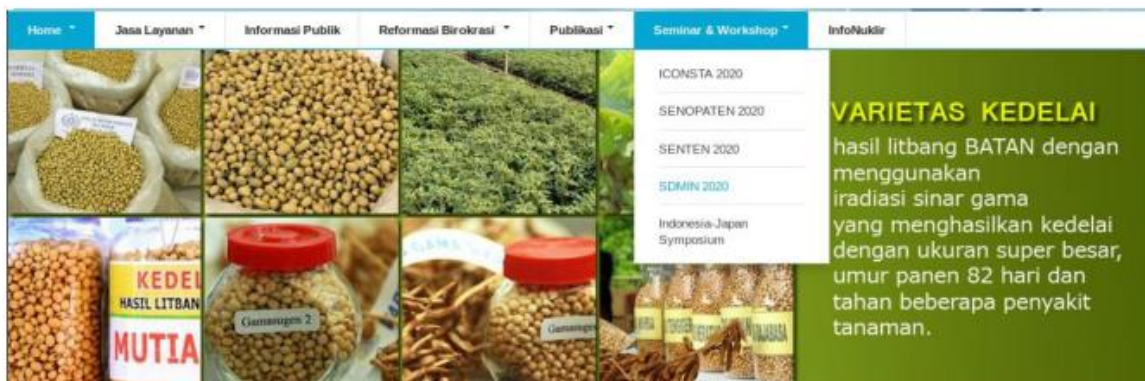 Home
Jasa Layanan
Informasi Publik
Reformasi Birokrasi
Publikasi
Seminar & Workshop
InfoNuklir
ICONSTA 2020
SENOPATEN 2020
SENTEN 2020
SDMIN 2020
Indonesia-Japan
Symposium
VARIETAS KEDELAI
hasil litbang BATAN dengan
menggunakan
iradiasi sinar gama
yang menghasilkan kedelai
dengan ukuran super besar,
umur panen 82 hari dan
tahan beberapa penyakit
tanaman.
KEDEL
HASIL LITBAN
MUTIA
Gamasugen 2
Gamasugen